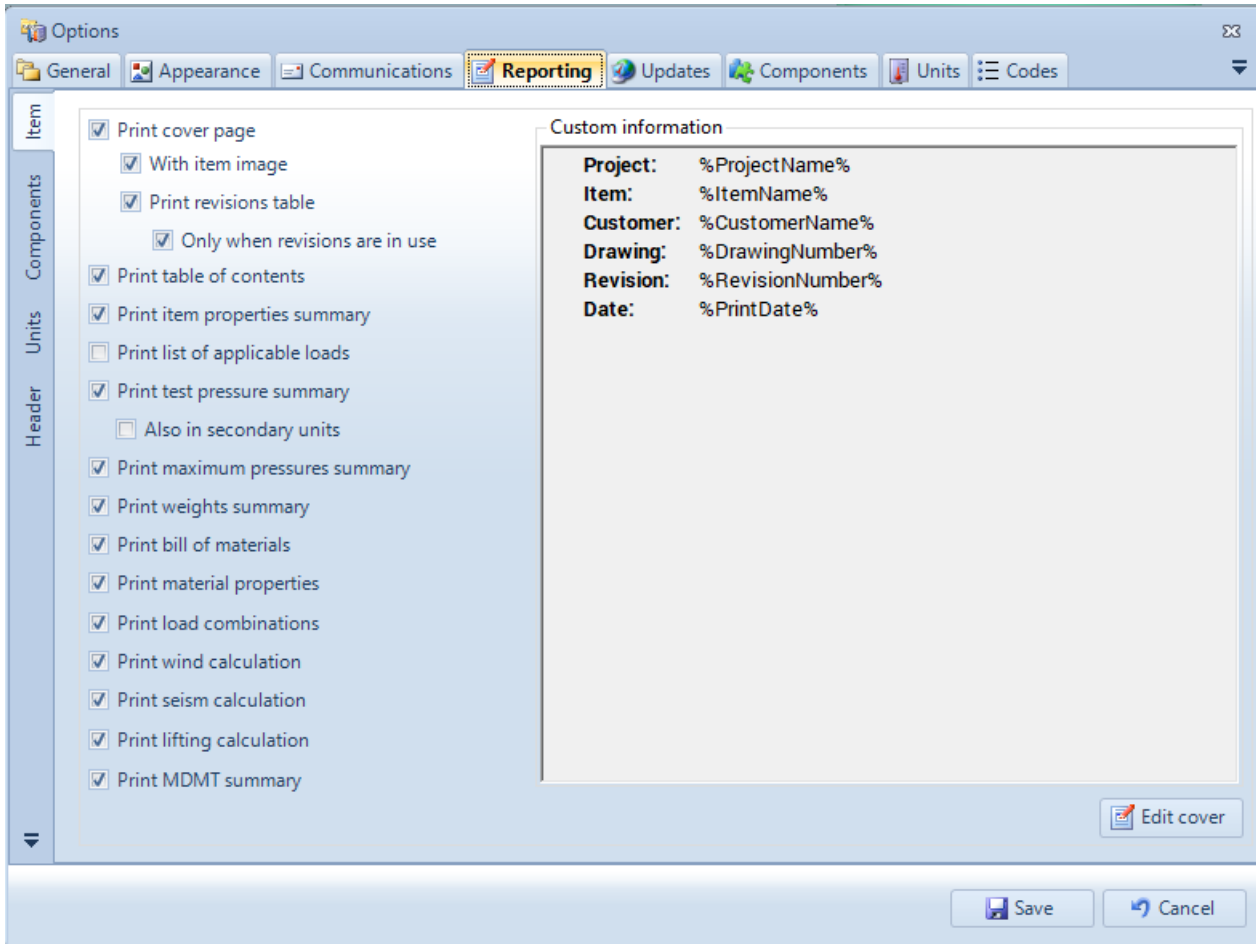 Options
General Appearance Communications Reporting Updates Components Units Codes
Item
Components
Units
Header
Print cover page
With item image
Print revisions table
Only when revisions are in use
Print table of contents
Print item properties summary
Print list of applicable loads
Print test pressure summary
Also in secondary units
Print maximum pressures summary
Print weights summary
Print bill of materials
Print material properties
Print load combinations
Print wind calculation
Print seism calculation
Print lifting calculation
Print MDMT summary
Custom information
Project: %ProjectName%
Item: %ItemName%
Customer: %CustomerName%
Drawing: %DrawingNumber%
Revision: %RevisionNumber%
Date: %PrintDate%
Edit cover
Save Cancel